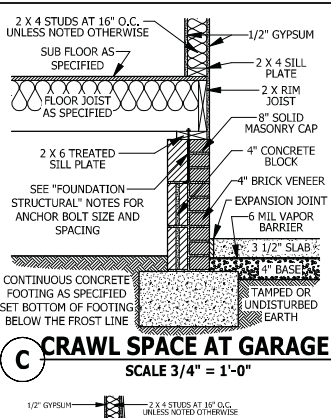 2 X 4 STUDS AT 16" O.C.
UNLESS NOTED OTHERWISE
SUB FLOOR AS
SPECIFIED
FLOOR JOIST
AS SPECIFIED
2 X 6 TREATED
SILL PLATE
SEE "FOUNDATION
STRUCTURAL" NOTES FOR
ANCHOR BOLT SIZE AND
SPACING
CONTINUOUS CONCRETE
FOOTING AS SPECIFIED
SET BOTTOM OF FOOTING
BELOW THE FROST LINE
1/2" GYPSUM
2 X 4 SILL
PLATE
2 X RIM
JOIST
8" SOLID
MASONRY CAP
4" CONCRETE
BLOCK
4" BRICK VENEER
EXPANSION JOINT
6 MIL VAPOR
BARRIER
3 1/2" SLAB
4" BASE
TAMPED OR
UNDISTURBED
EARTH
C CRAWL SPACE AT GARAGE
SCALE 3/4" = 1'-0"
1/2" GYPSUM
2 X 4 STUDS AT 16" O.C.
UNLESS NOTED OTHERWISE